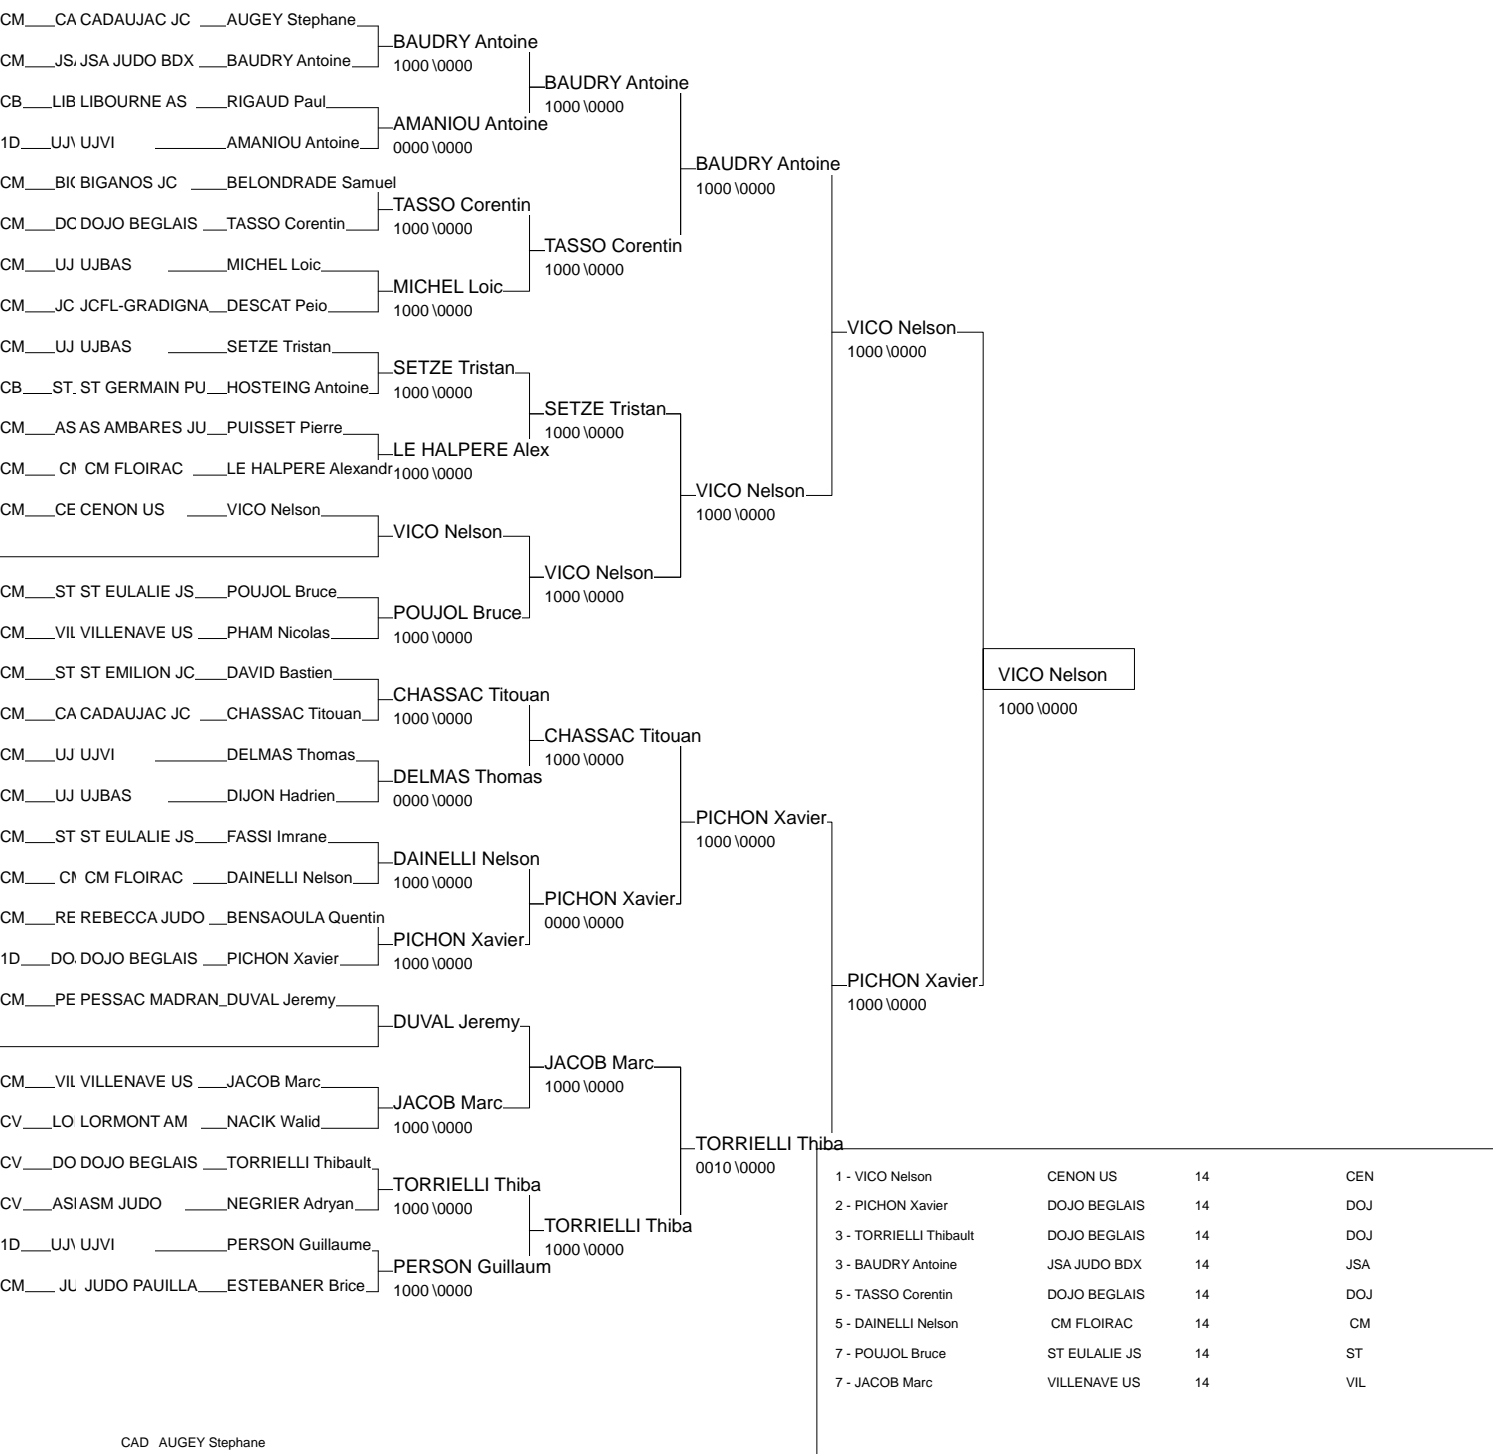 CM CA CADAUJAC JC AUGEY Stephane
BAUDRY Antoine
CM JS JSA JUDO BDX BAUDRY Antoine
1000 \0000
BAUDRY Antoine
CB LIB LIBOURNE AS RIGAUD Paul
1000 \0000
AMANIOU Antoine
1D UJV UJVI AMANIOU Antoine
0000 \0000
BAUDRY Antoine
CM BIG BIGANOS JC BELONDRADE Samuel
1000 \0000
TASSO Corentin
CM DO DOJO BEGLAIS TASSO Corentin
1000 \0000
TASSO Corentin
CM UJ UJBAS MICHEL Loic
1000 \0000
MICHEL Loic
CM JC JCFL-GRADIGNA DESCAT Peio
1000 \0000
VICO Nelson
CM UJ UJBAS SETZE Tristan
1000 \0000
SETZE Tristan
CB ST ST GERMAIN PU HOSTEING Antoine
1000 \0000
SETZE Tristan
CM AS AS AMBARES JU PUISSET Pierre
1000 \0000
LE HALPERE Alex
CM CM CM FLOIRAC LE HALPERE Alexandr
1000 \0000
VICO Nelson
CM CE CENON US VICO Nelson
1000 \0000
VICO Nelson
VICO Nelson
CM ST ST EULALIE JS POUJOL Bruce
1000 \0000
POUJOL Bruce
CM VIL VILLENAVE US PHAM Nicolas
1000 \0000
CM ST ST EMILION JC DAVID Bastien
VICO Nelson
CHASSAC Titouan
1000 \0000
CM CA CADAUJAC JC CHASSAC Titouan
1000 \0000
CHASSAC Titouan
CM UJ UJVI DELMAS Thomas
1000 \0000
DELMAS Thomas
CM UJ UJBAS DIJON Hadrien
0000 \0000
PICHON Xavier
CM ST ST EULALIE JS FASSI Imrane
1000 \0000
DAINELLI Nelson
CM CM CM FLOIRAC DAINELLI Nelson
1000 \0000
PICHON Xavier
CM RE REBECCA JUDO BENSAOULA Quentin
0000 \0000
PICHON Xavier
1D DO DOJO BEGLAIS PICHON Xavier
1000 \0000
PICHON Xavier
CM PE PESSAC MADRAN DUVAL Jeremy
1000 \0000
DUVAL Jeremy
JACOB Marc
CM VIL VILLENAVE US JACOB Marc
1000 \0000
JACOB Marc
CV LO LORMONT AM NACIK Walid
1000 \0000
TORRIELLI Thiba
CV DO DOJO BEGLAIS TORRIELLI Thibault
0010 \0000
TORRIELLI Thiba
CV ASI ASM JUDO NEGRIER Adryan
1000 \0000
TORRIELLI Thiba
1D UJV UJVI PERSON Guillaume
1000 \0000
PERSON Guillaum
CM JU JUDO PAUILLA ESTEBANER Brice
1000 \0000
1 - VICO Nelson CENON US 14 CEN
2 - PICHON Xavier DOJO BEGLAIS 14 DOJ
3 - TORRIELLI Thibault DOJO BEGLAIS 14 DOJ
3 - BAUDRY Antoine JSA JUDO BDX 14 JSA
5 - TASSO Corentin DOJO BEGLAIS 14 DOJ
5 - DAINELLI Nelson CM FLOIRAC 14 CM
7 - POUJOL Bruce ST EULALIE JS 14 ST
7 - JACOB Marc VILLENAVE US 14 VIL
CAD AUGEY Stephane